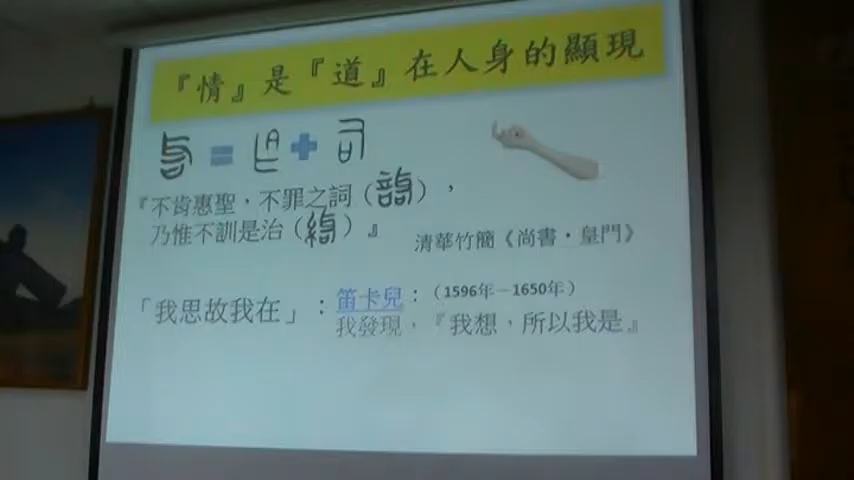 『情』是『道』在人身的顯現
『不肯惠聖，不罪之詞（　），
乃惟不訓是治（　）』
清華竹簡《尚書·皇門》
「我思故我在」：笛卡兒：（1596年－1650年）
我發現，『我想，所以我是』